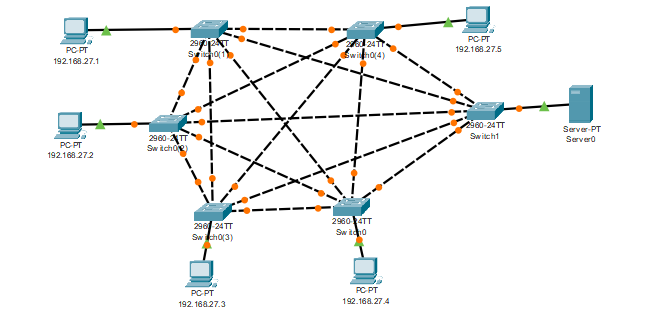 2960-24TT
Switch0(1)
2960-24TT
Switch0(4)
PC-PT
192.168.27.5
PC-PT
192.168.27.1
2960-24TT
Switch1
Server-PT
Server0
PC-PT
192.168.27.2
2960-24TT
Switch0(2)
2960-24TT
Switch0(3)
2960-24TT
Switch0
PC-PT
192.168.27.3
PC-PT
192.168.27.4